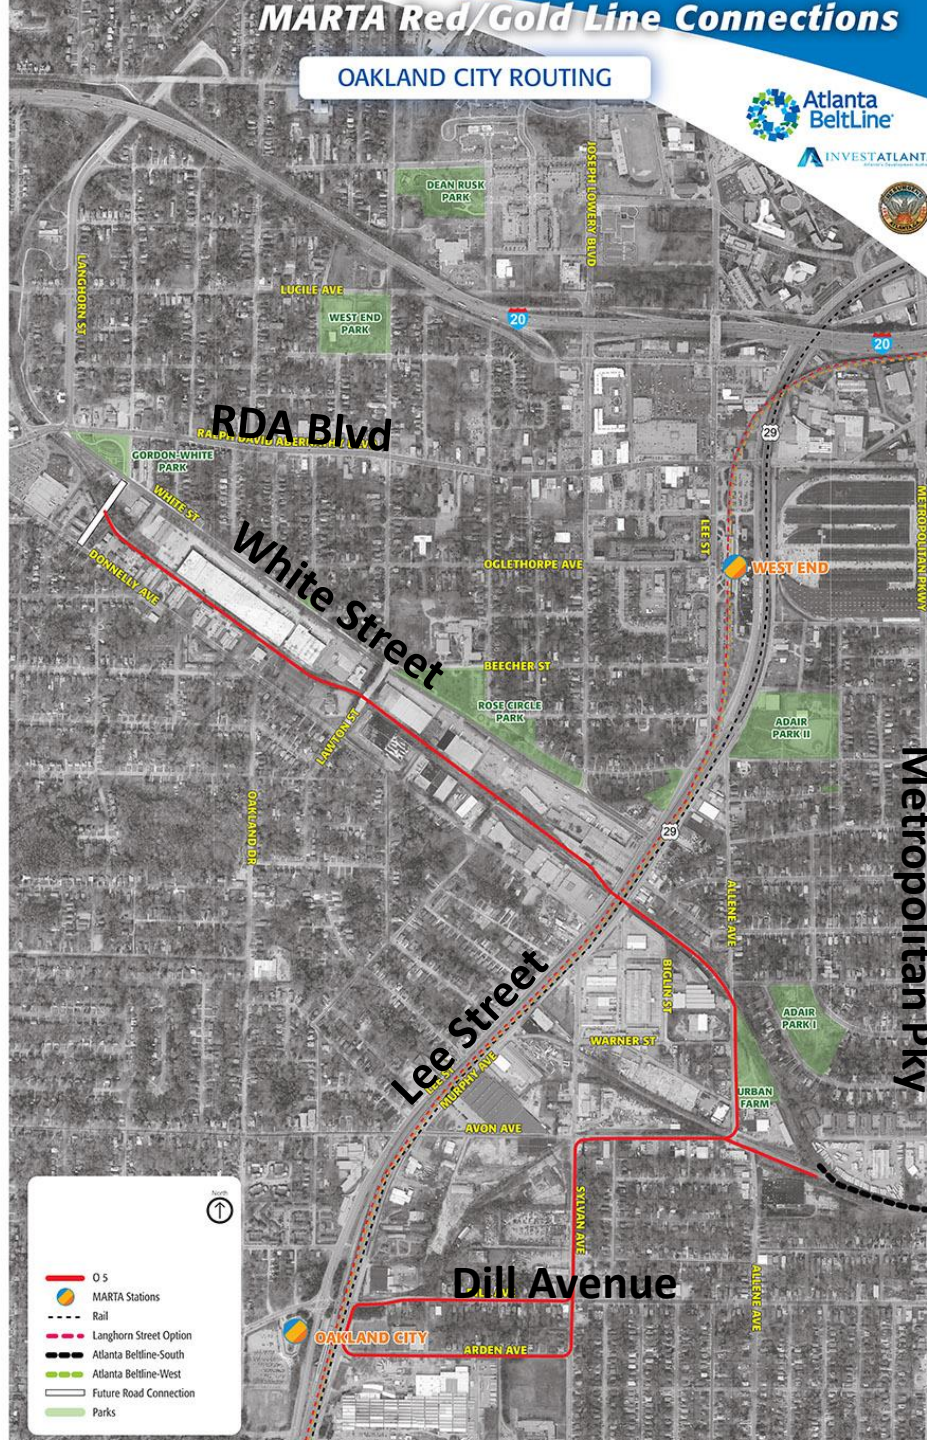 MARTA Red/Gold Line Connections
OAKLAND CITY ROUTING
Atlanta
BeltLine
INVESTATLANT
DEAN RUSK
PARK
JOSEPH LOWERY BLVD
LANGHORN ST
LUCILE AVE
WEST END
PARK
20
20
RDA Blvd
29
GORDON-WHITE
PARK
WHITE ST
METROPOLITAN PKWY
LEE ST
White Street
DONNELLY AVE
OGLETHORPE AVE
WEST END
BEECHER ST
ROSE CIRCLE
PARK
ADAIR
PARK II
LAWTON ST
Metropolitan Pky
OAKLAND DR
29
ALLENE AVE
Lee Street
BIGLIN ST
ADAIR
PARK I
WARNER ST
LEE ST
MURPHY AVE
URBAN
FARM
AVON AVE
SYLVAN AVE
Dill Avenue
ALLENE AVE
OAKLAND CITY
ARDEN AVE
North
O 5
MARTA Stations
Rail
Langhorn Street Option
Atlanta Beltline-South
Atlanta Beltline-West
Future Road Connection
Parks